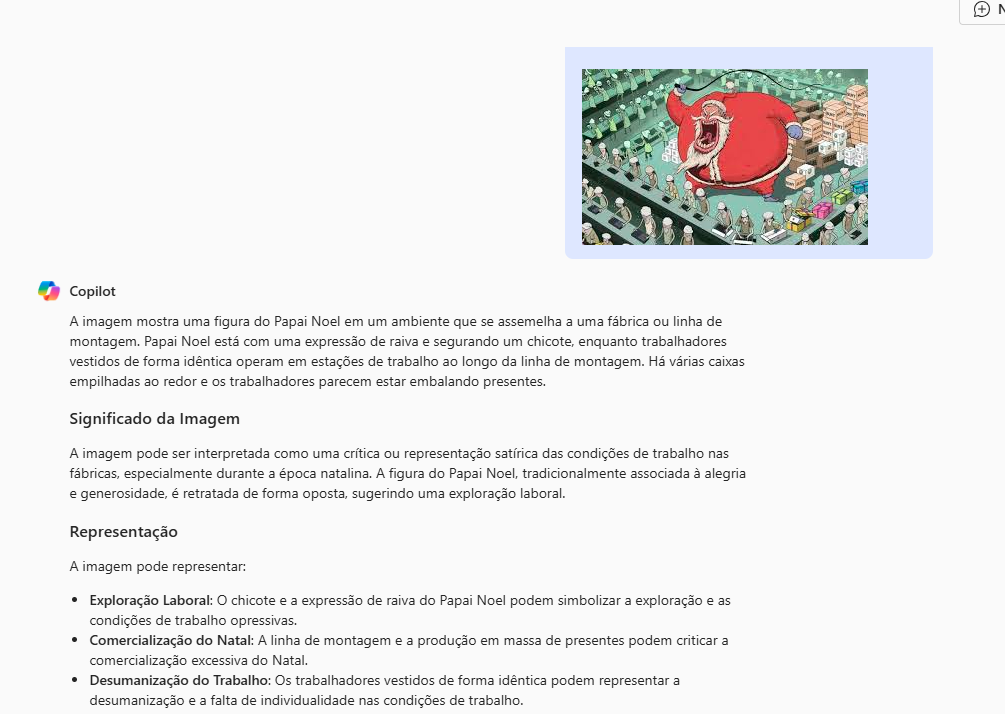 N
Copilot
A imagem mostra uma figura do Papai Noel em um ambiente que se assemelha a uma fábrica ou linha de
montagem. Papai Noel está com uma expressão de raiva e segurando um chicote, enquanto trabalhadores
vestidos de forma idêntica operam em estações de trabalho ao longo da linha de montagem. Há várias caixas
empilhadas ao redor e os trabalhadores parecem estar embalando presentes.
Significado da Imagem
A imagem pode ser interpretada como uma crítica ou representação satírica das condições de trabalho nas
fábricas, especialmente durante a época natalina. A figura do Papai Noel, tradicionalmente associada à alegria
e generosidade, é retratada de forma oposta, sugerindo uma exploração laboral.
Representação
A imagem pode representar:
• Exploração Laboral: O chicote e a expressão de raiva do Papai Noel podem simbolizar a exploração e as
condições de trabalho opressivas.
• Comercialização do Natal: A linha de montagem e a produção em massa de presentes podem criticar a
comercialização excessiva do Natal.
• Desumanização do Trabalho: Os trabalhadores vestidos de forma idêntica podem representar a
desumanização e a falta de individualidade nas condições de trabalho.